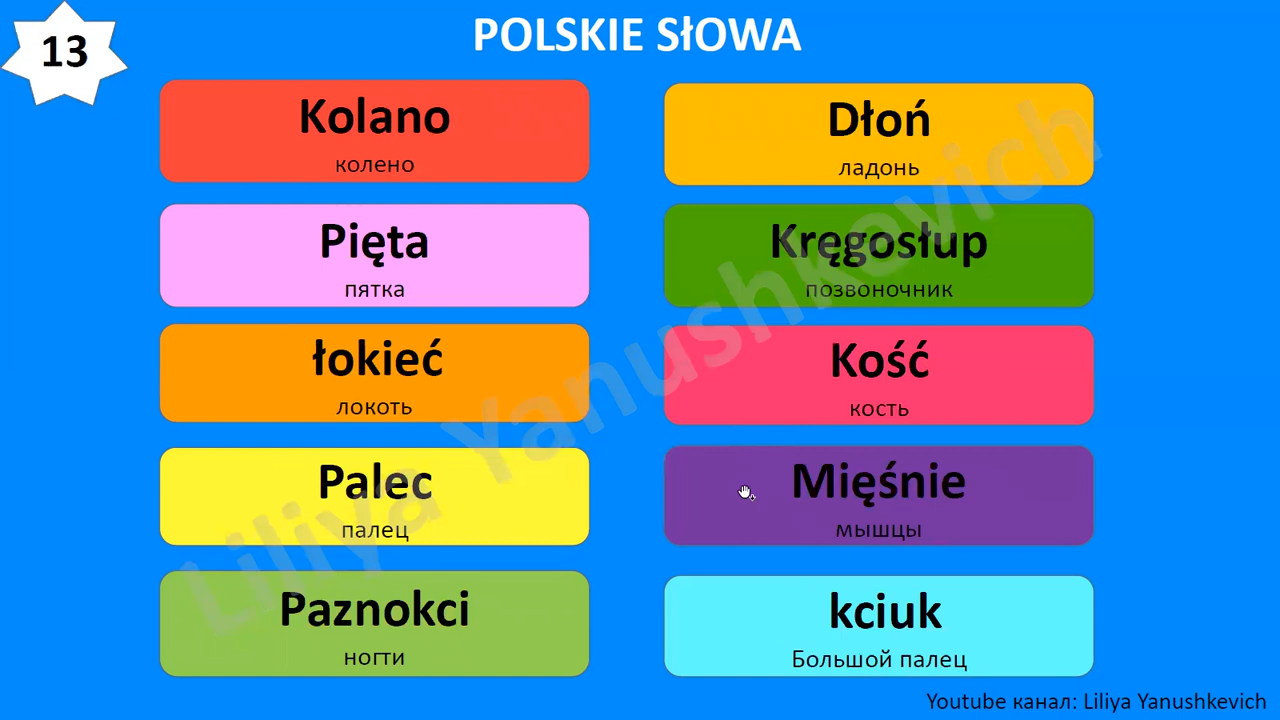 13
POLSKIE SłOWA
Kolano
колено
Dłoń
ладонь
Pięta
пятка
Kręgosłup
позвоночник
łokieć
локоть
Kość
кость
Palec
палец
Mięśnie
мышцы
Paznokci
ногти
kciuk
Большой палец
Liliya Yanushkovich
Youtube канал: Liliya Yanushkevich